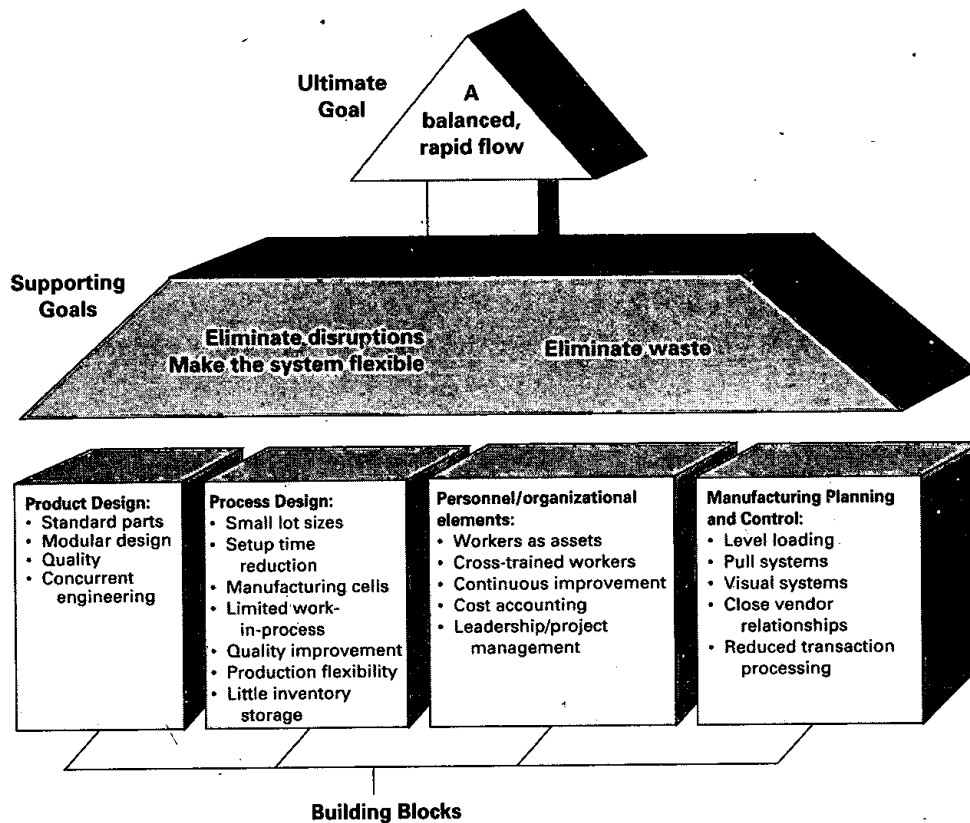 Ultimate
Goal
A
balanced,
rapid flow
Supporting
Goals
Eliminate disruptions
Make the system flexible
Eliminate waste
Product Design:
• Standard parts
• Modular design
• Quality
• Concurrent
engineering
Process Design:
• Small lot sizes
• Setup time
reduction
• Manufacturing cells
• Limited work-
in-process
• Quality improvement
• Production flexibility
• Little inventory
storage
Personnel/organizational
elements:
• Workers as assets
• Cross-trained workers
• Continuous improvement
• Cost accounting
• Leadership/project
management
Manufacturing Planning
and Control:
• Level loading
• Pull systems
• Visual systems
• Close vendor
relationships
• Reduced transaction
processing
Building Blocks